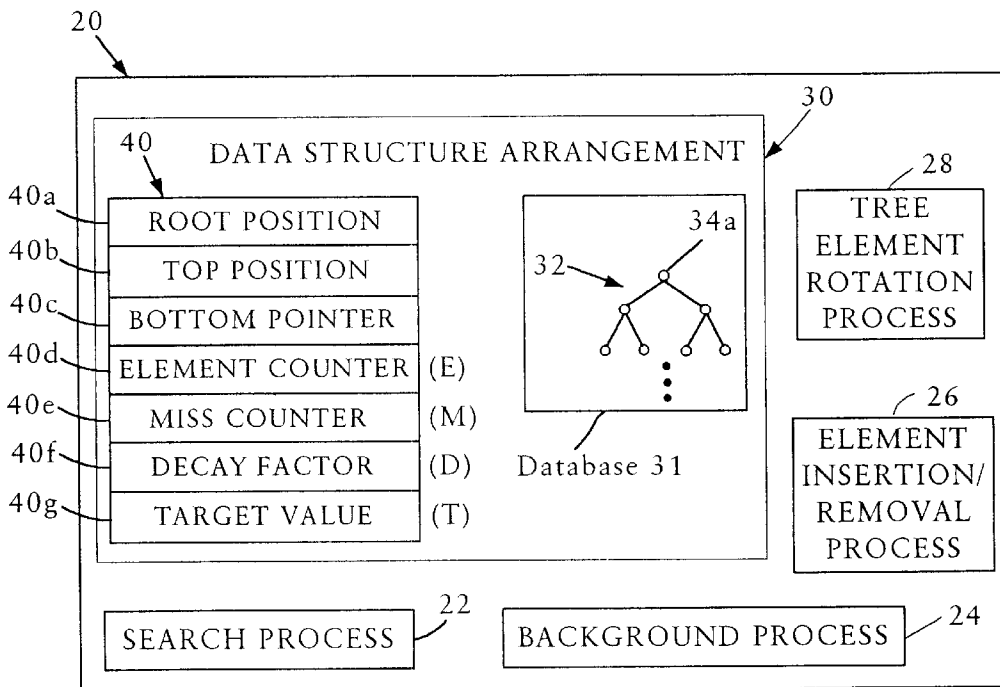 20
30
40
DATA STRUCTURE ARRANGEMENT
40a
ROOT POSITION
40b
TOP POSITION
40c
BOTTOM POINTER
40d
ELEMENT COUNTER (E)
40e
MISS COUNTER (M)
40f
DECAY FACTOR (D)
40g
TARGET VALUE (T)
34a
32
Database 31
28
TREE
ELEMENT
ROTATION
PROCESS
26
ELEMENT
INSERTION/
REMOVAL
PROCESS
22
SEARCH PROCESS
24
BACKGROUND PROCESS